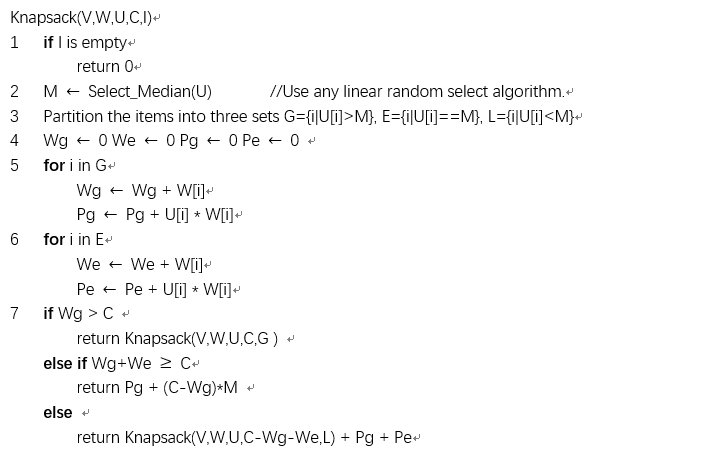 Knapsack(V,W,U,C,I)↵
1 if I is empty↵
return 0↵
2 M ← Select_Median(U) //Use any linear random select algorithm.↵
3 Partition the items into three sets G={i|U[i]>M}, E={i|U[i]==M}, L={i|U[i]<M}↵
4 Wg ← 0 We ← 0 Pg ← 0 Pe ← 0 ↵
5 for i in G↵
Wg ← Wg + W[i]↵
Pg ← Pg + U[i] * W[i]↵
6 for i in E↵
We ← We + W[i]↵
Pe ← Pe + U[i] * W[i]↵
7 if Wg > C ↵
return Knapsack(V,W,U,C,G ) ↵
else if Wg+We ≥ C↵
return Pg + (C-Wg)*M ↵
else ↵
return Knapsack(V,W,U,C-Wg-We,L) + Pg + Pe↵